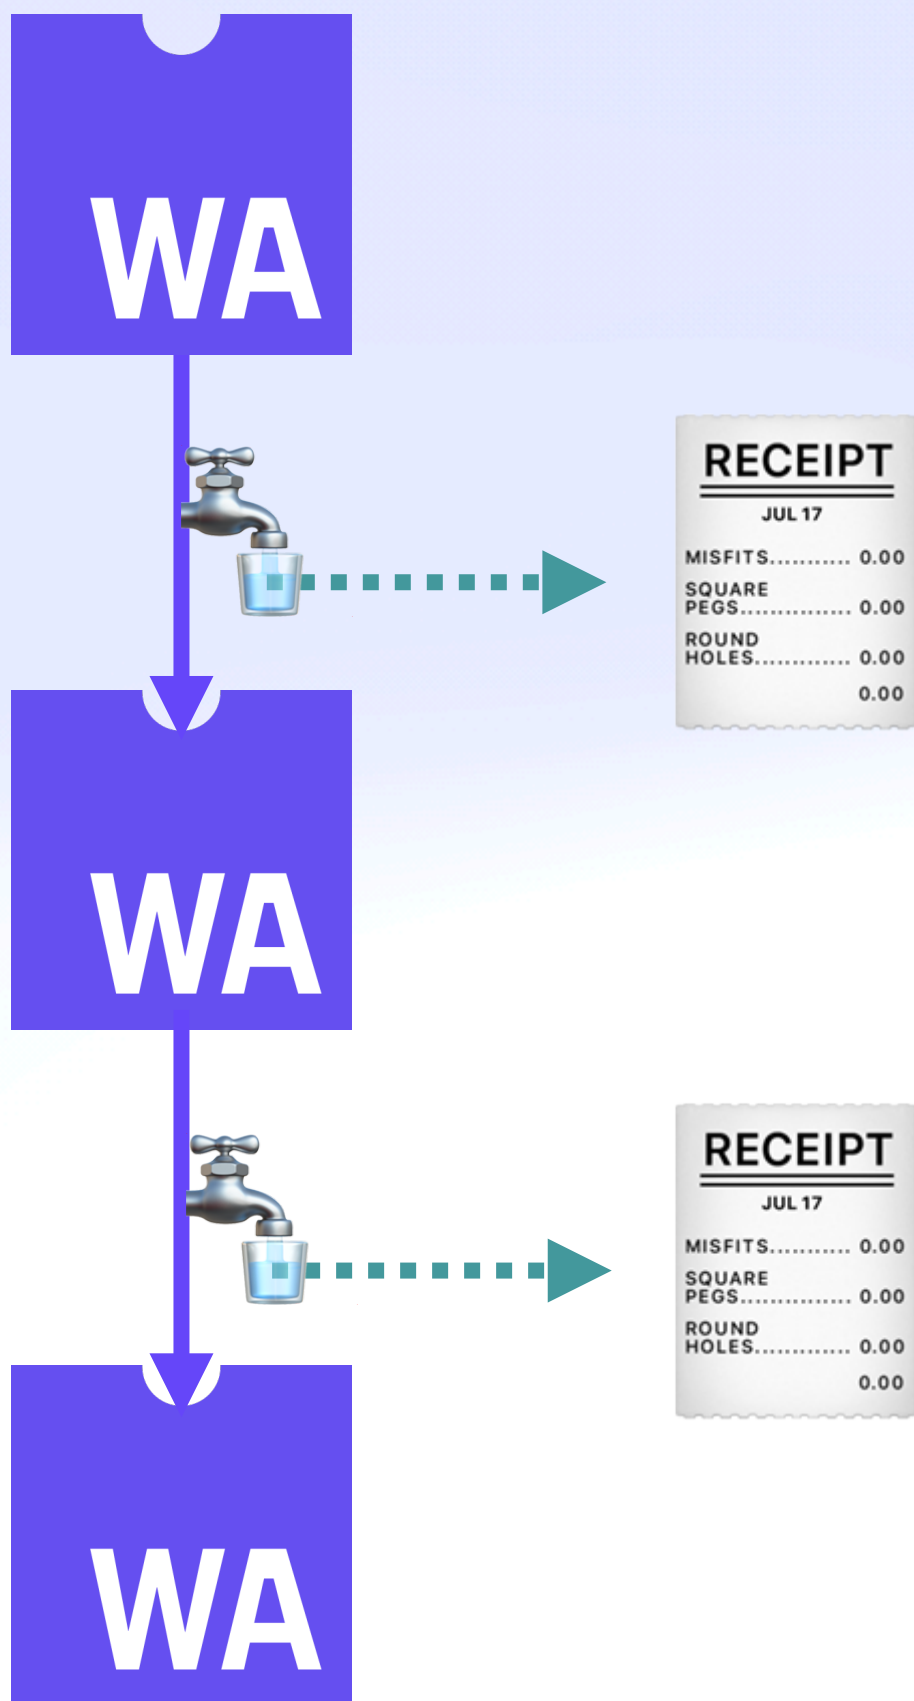 WA
RECEIPT
JUL 17
MISFITS........... 0.00
SQUARE
PEGS............... 0.00
ROUND
HOLES............. 0.00
0.00
WA
RECEIPT
JUL 17
MISFITS........... 0.00
SQUARE
PEGS............... 0.00
ROUND
HOLES............. 0.00
0.00
WA